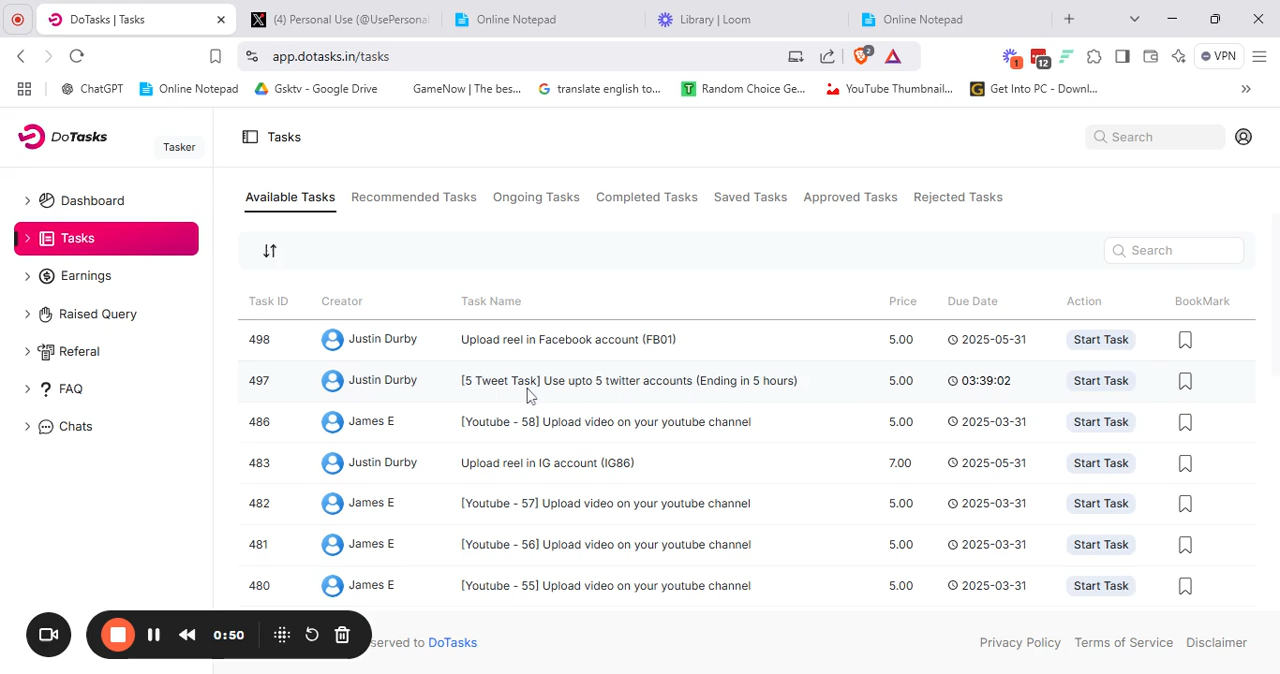 DoTasks | Tasks
(4) Personal Use (@UsePersonal
Online Notepad
Library | Loom
Online Notepad
app.dotasks.in/tasks
2
1
12
VPN
ChatGPT
Online Notepad
Gsktv - Google Drive
GameNow | The bes...
translate english to...
Random Choice Ge...
YouTube Thumbnail...
Get Into PC - Downl...
DoTasks
Tasker
Tasks
Search
Dashboard
Tasks
Earnings
Raised Query
Referal
FAQ
Chats
Available Tasks
Recommended Tasks
Ongoing Tasks
Completed Tasks
Saved Tasks
Approved Tasks
Rejected Tasks
Search
Task ID Creator Task Name Price Due Date Action BookMark
498 Justin Durby Upload reel in Facebook account (FB01) 5.00 2025-05-31 Start Task
497 Justin Durby [5 Tweet Task] Use upto 5 twitter accounts (Ending in 5 hours) 5.00 03:39:02 Start Task
486 James E [Youtube - 58] Upload video on your youtube channel 5.00 2025-03-31 Start Task
483 Justin Durby Upload reel in IG account (IG86) 7.00 2025-05-31 Start Task
482 James E [Youtube - 57] Upload video on your youtube channel 5.00 2025-03-31 Start Task
481 James E [Youtube - 56] Upload video on your youtube channel 5.00 2025-03-31 Start Task
480 James E [Youtube - 55] Upload video on your youtube channel 5.00 2025-03-31 Start Task
0:50
served to DoTasks
Privacy Policy
Terms of Service
Disclaimer